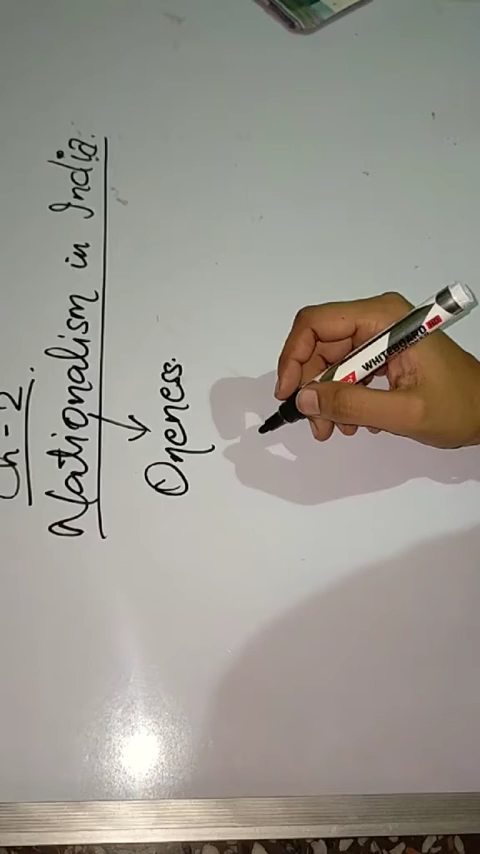 Ch - 2.
Nationalism in India.
Oneness.
WHITEBOARD